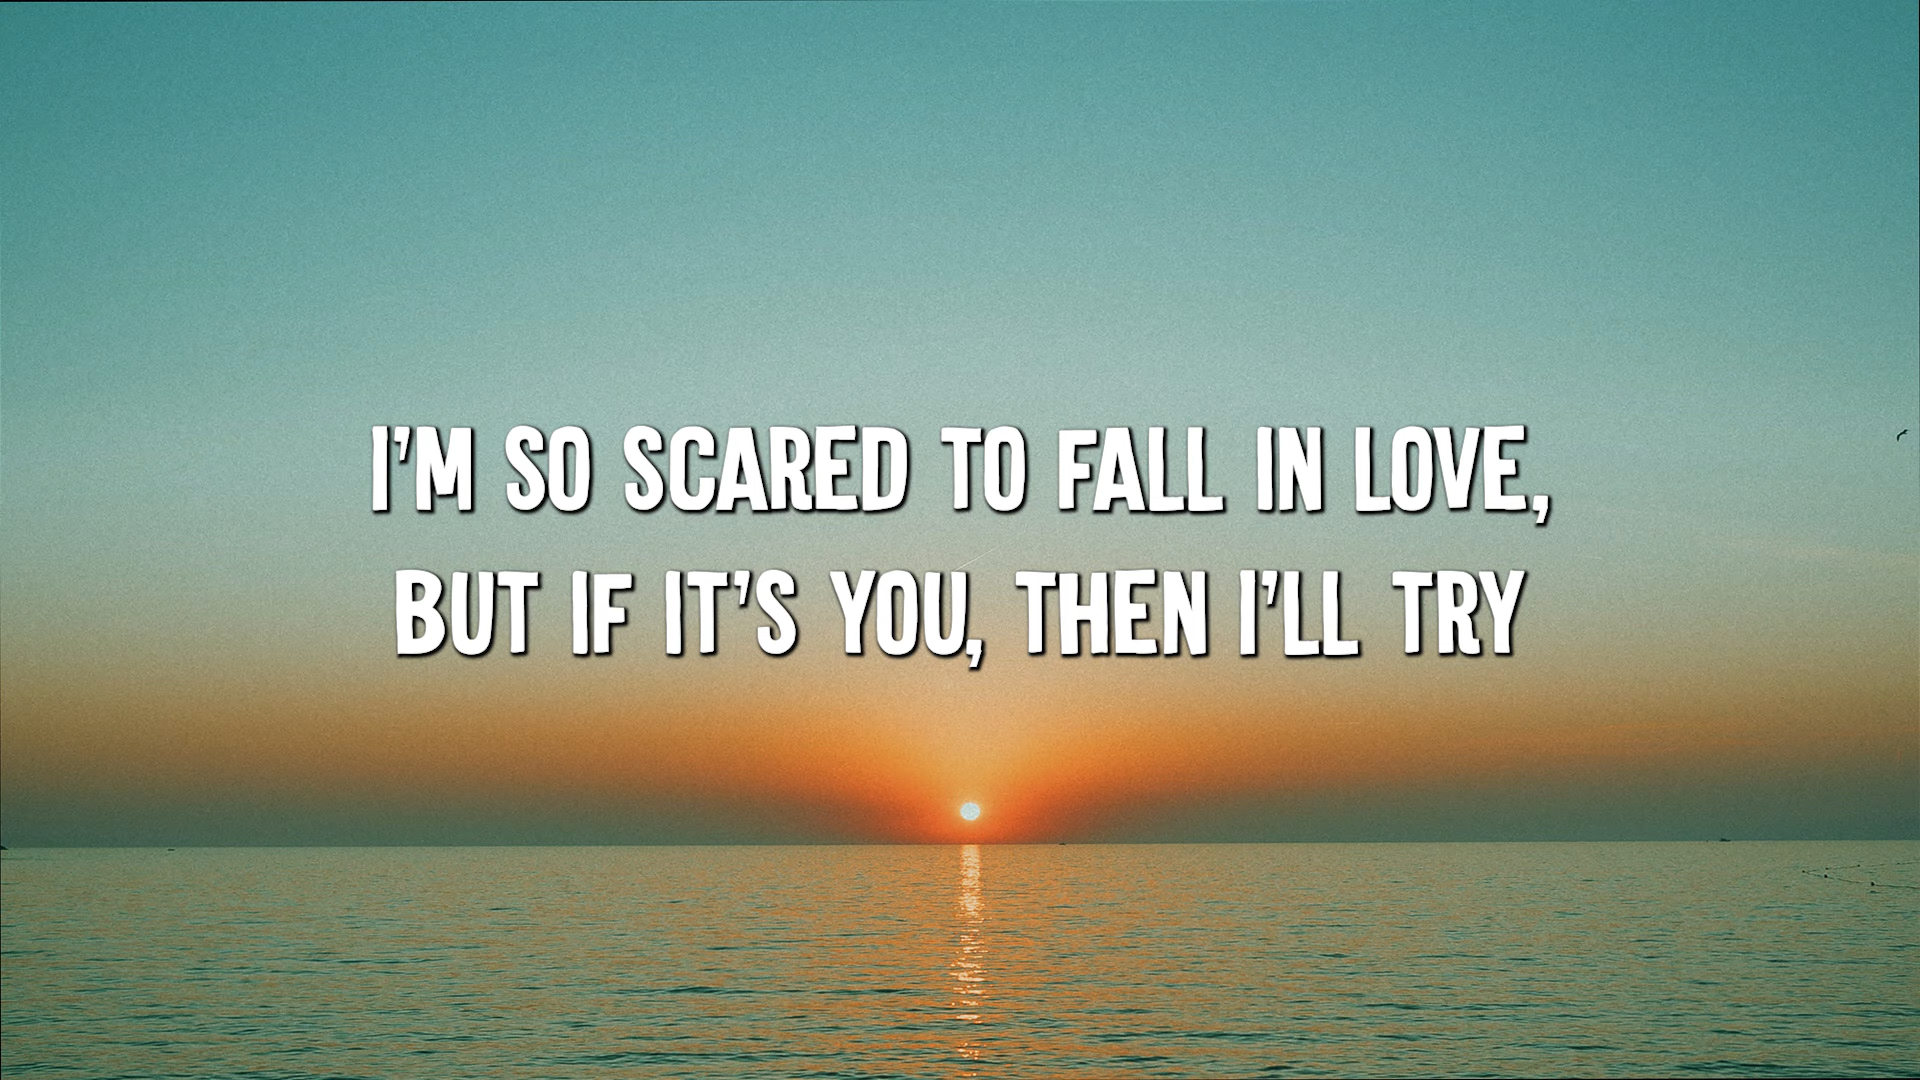 I'M SO SCARED TO FALL IN LOVE,
BUT IF IT'S YOU, THEN I'LL TRY